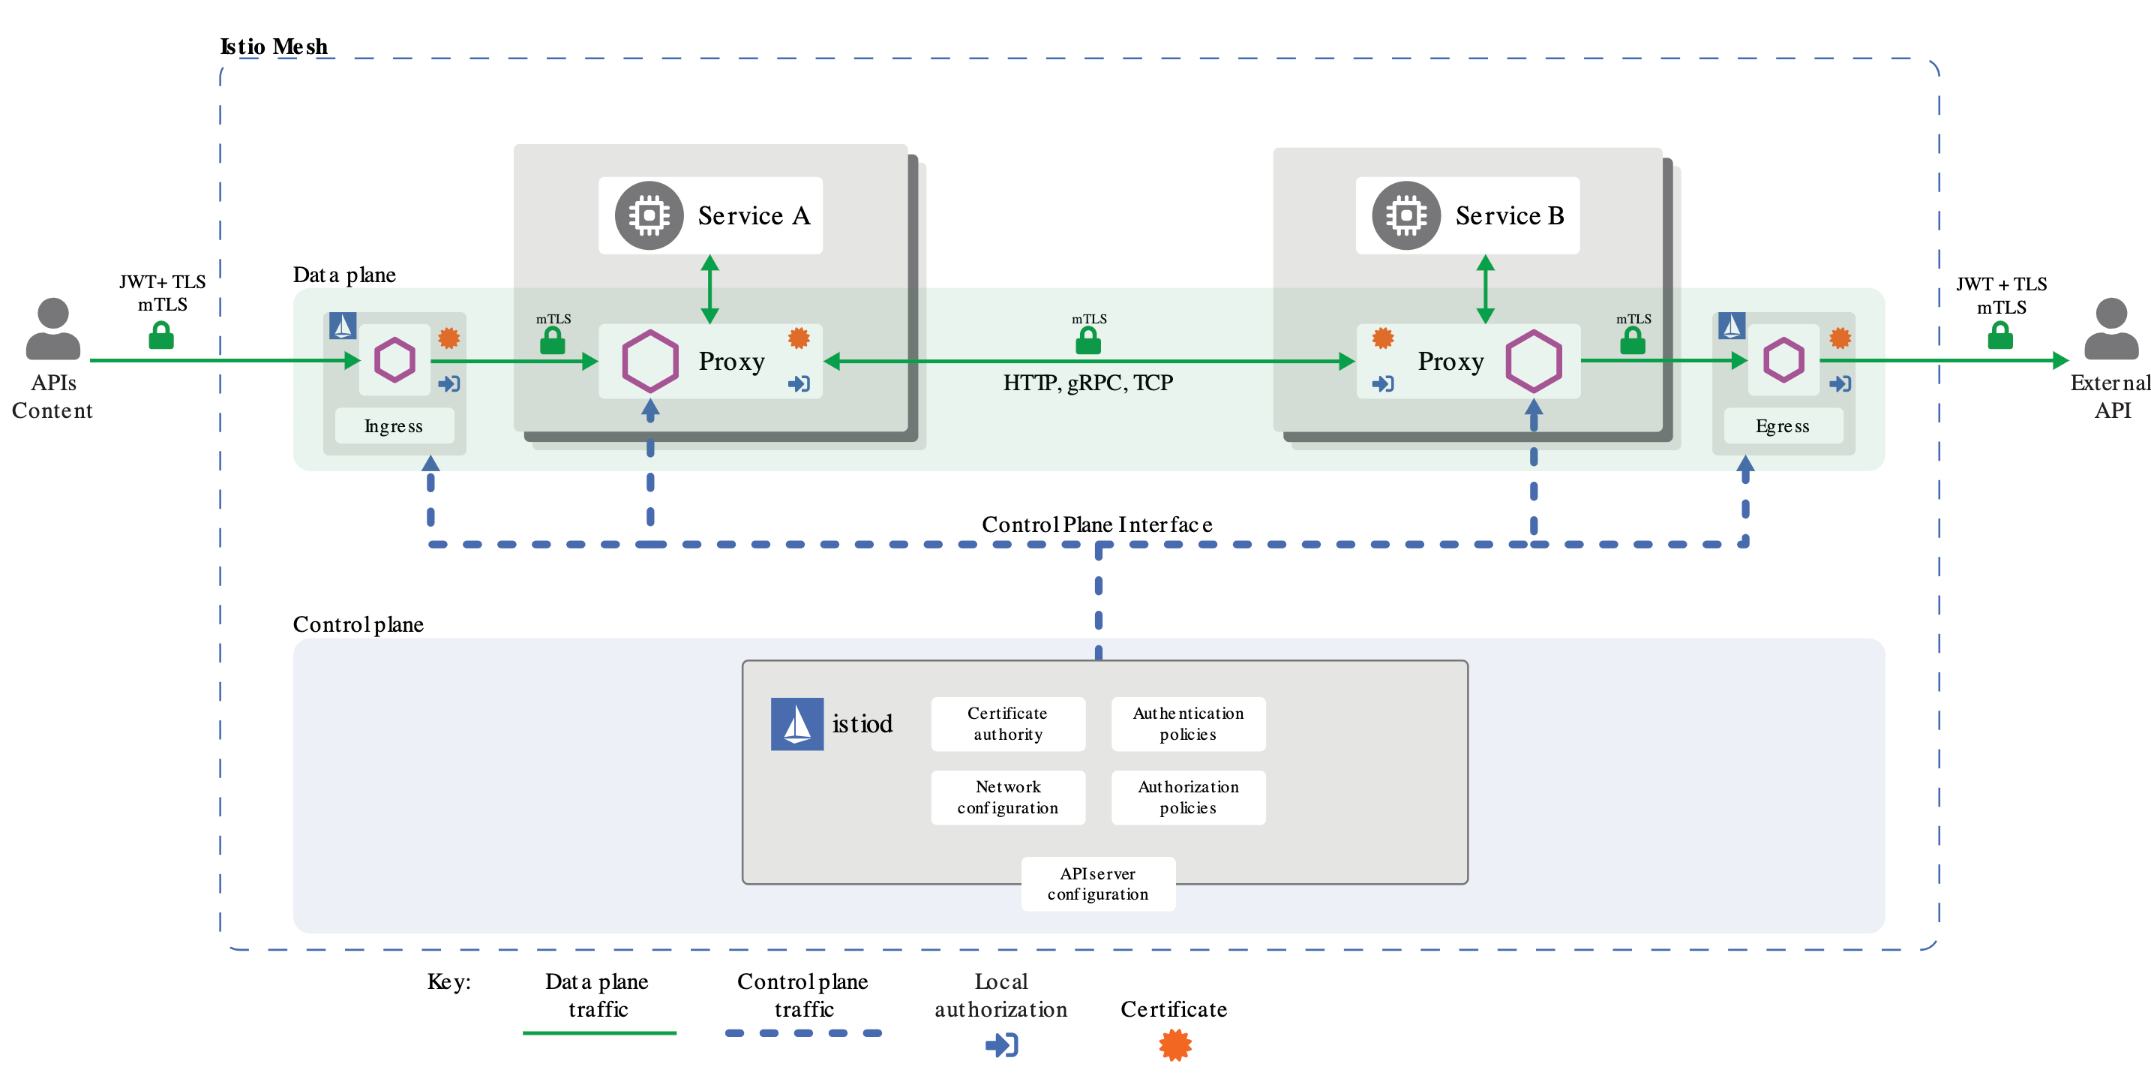 Istio Mesh
Service A
Service B
Data plane
JWT + TLS
mTLS
JWT + TLS
mTLS
mTLS
mTLS
mTLS
Proxy
Proxy
HTTP, gRPC, TCP
APIs
Content
External
API
Ingress
Egress
Control Plane Interface
Control plane
istiod
Certificate
authority
Authentication
policies
Network
configuration
Authorization
policies
API server
configuration
Key:
Data plane
traffic
Control plane
traffic
Local
authorization
Certificate